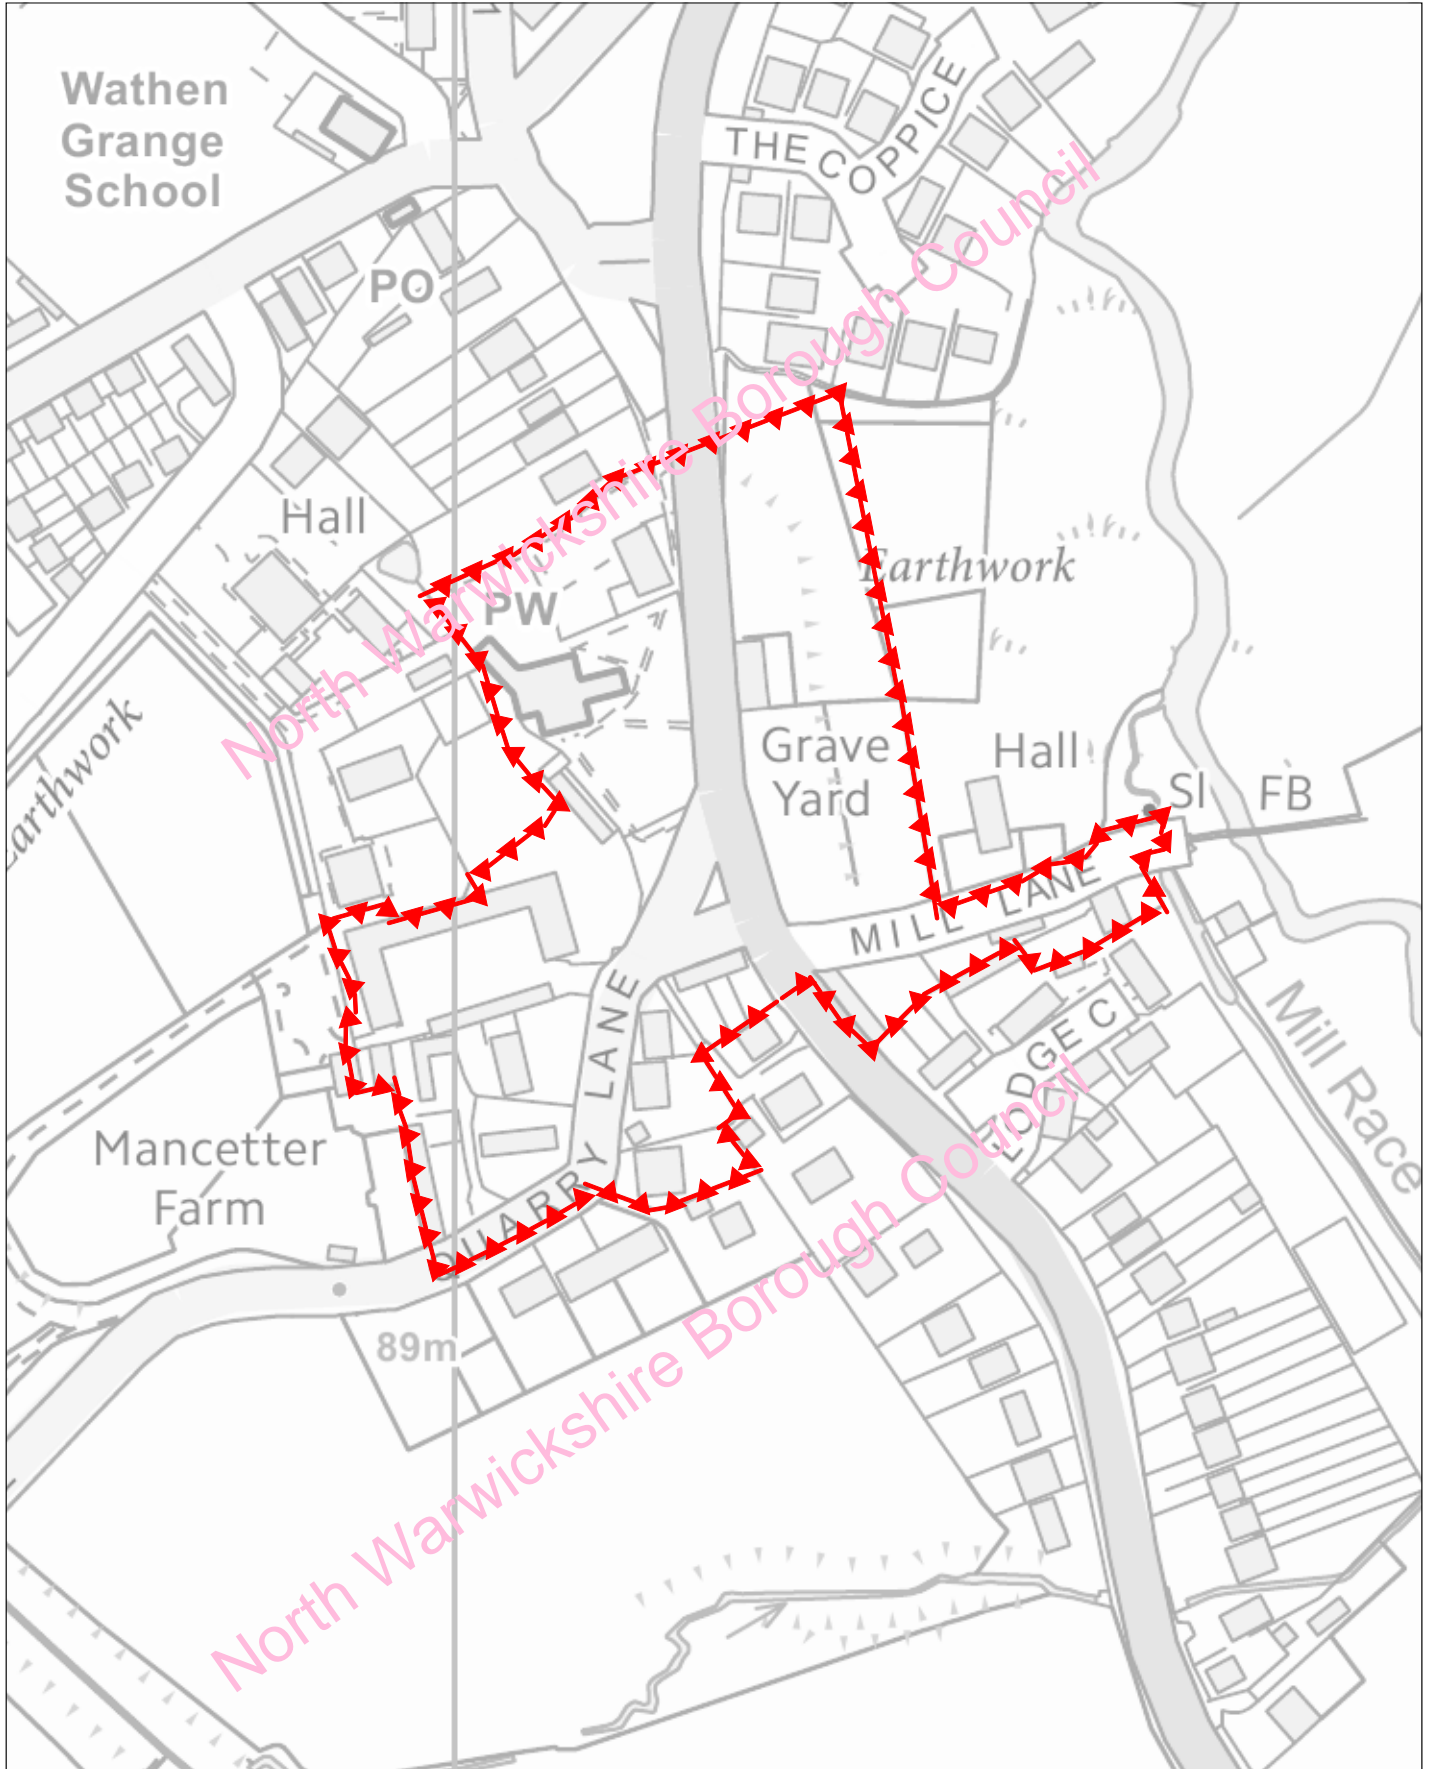 Wathen
Grange
School
THE COPPICE
PO
Hall
PW
Earthwork
Earthwork
Grave
Yard
Hall
SI
FB
MILL LANE
LODGE C
Mill Race
QUARRY LANE
Mancetter
Farm
89m
North Warwickshire Borough Council
North Warwickshire Borough Council